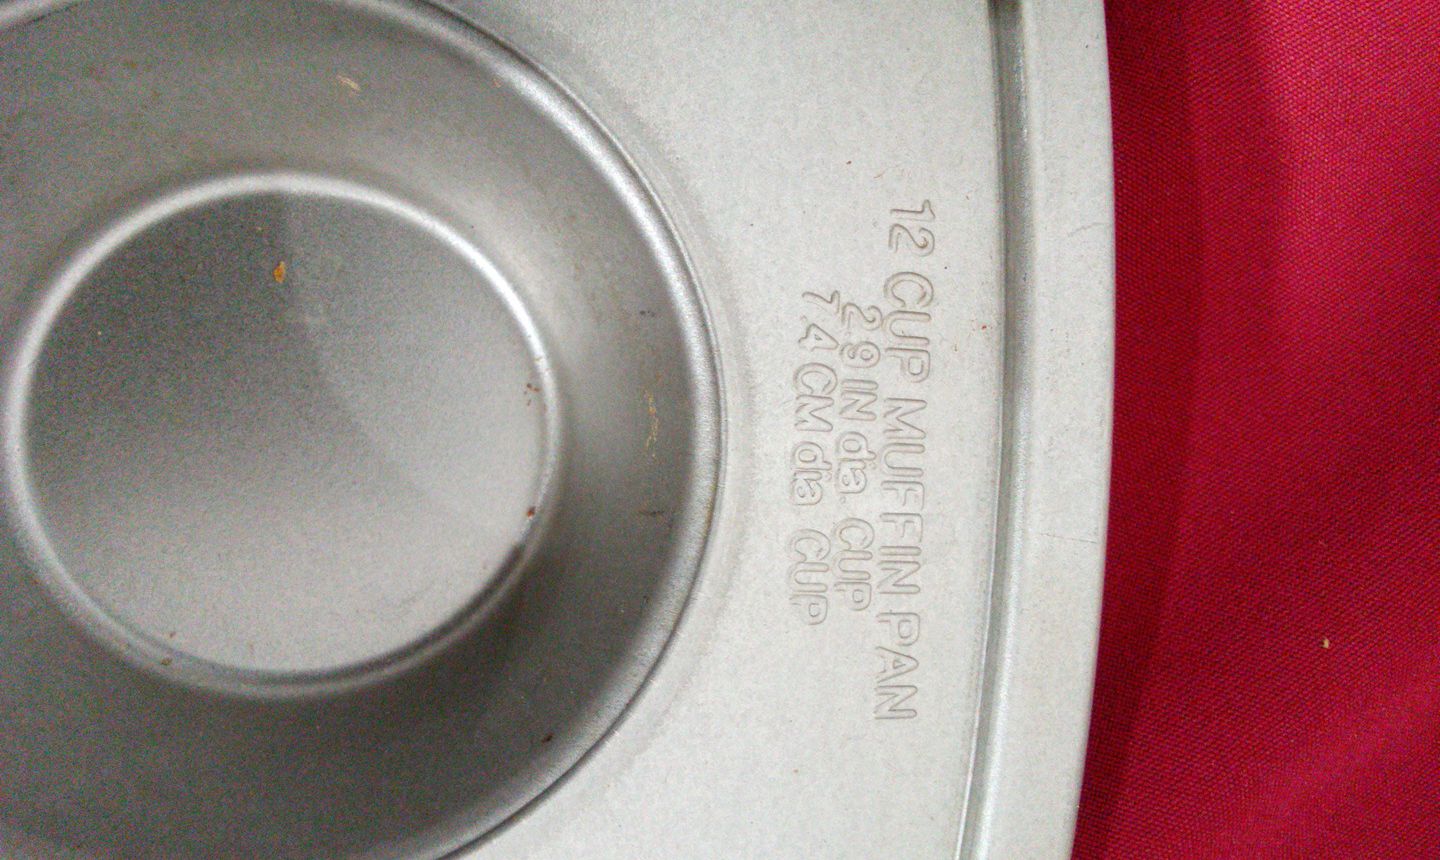 12 CUP MUFFIN PAN
2 9 IN dia CUP
7 4 CM dia CUP